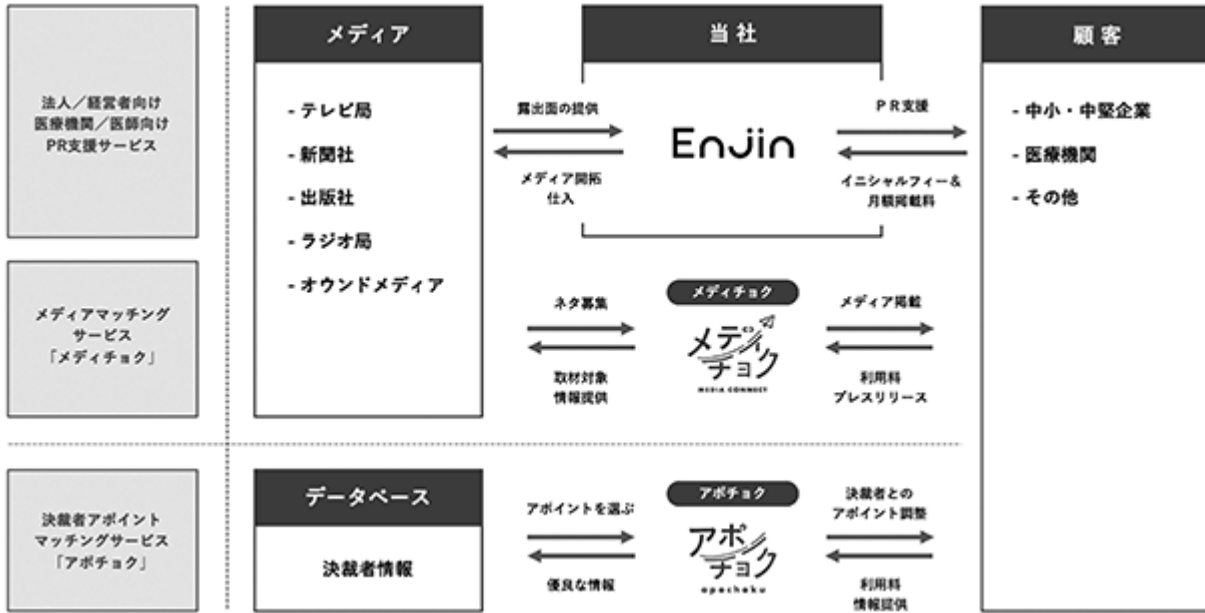 メディア
当社
顧客
法人／経営者向け
医療機関／医師向け
PR支援サービス
- テレビ局
- 新聞社
- 出版社
- ラジオ局
- オウンドメディア
露出面の提供
メディア開拓
仕入
Enjin
PR支援
イニシャルフィー＆
月額掲載料
- 中小・中堅企業
- 医療機関
- その他
メディアマッチング
サービス
「メディチョク」
ネタ募集
取材対象
情報提供
メディチョク
メディ
チョク
MEDIA CONNECT
メディア掲載
利用料
プレスリリース
決裁者アポイント
マッチングサービス
「アポチョク」
データベース
決裁者情報
アポイントを選ぶ
優良な情報
アポチョク
アポ
チョク
apochoku
決裁者との
アポイント調整
利用料
情報提供